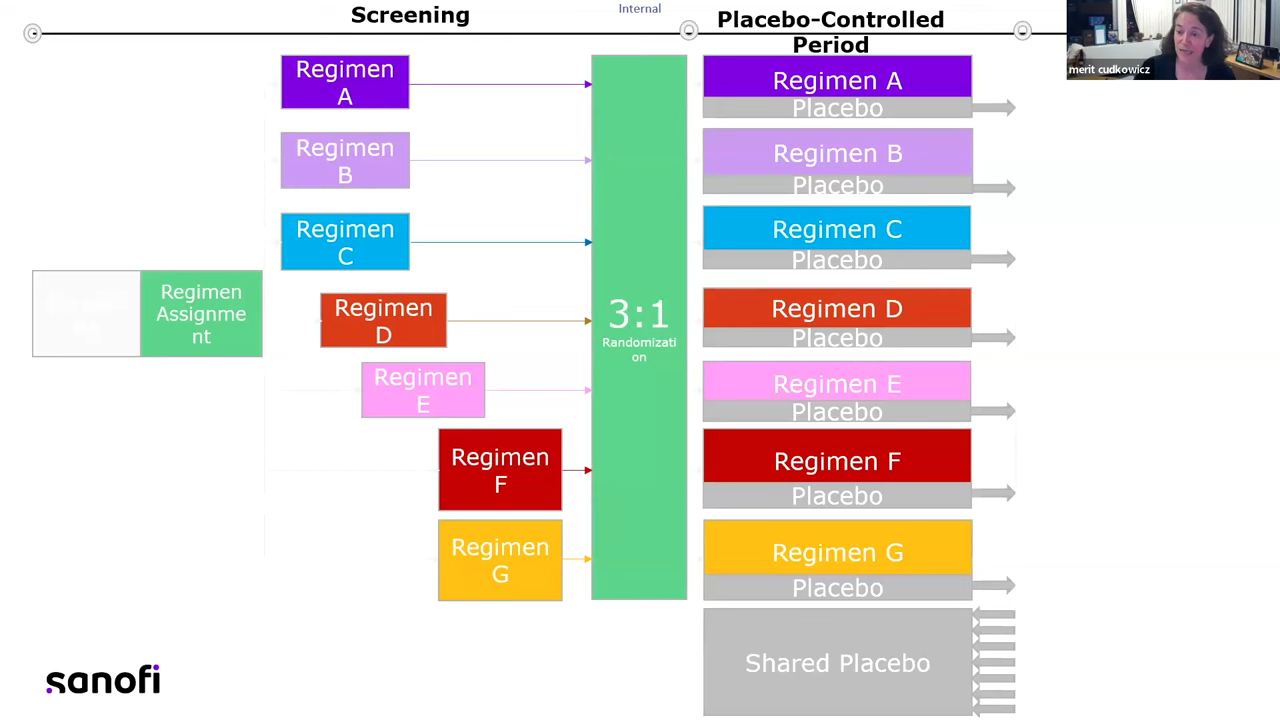 Screening
Internal
Placebo-Controlled
Period
merit cudkowicz
Regimen
A
Regimen A
Placebo
Regimen
B
Regimen B
Placebo
Regimen
C
Regimen C
Placebo
Regimen
Assignme
nt
Regimen
D
3:1
Randomizati
on
Regimen D
Placebo
Regimen
E
Regimen E
Placebo
Regimen
F
Regimen F
Placebo
Regimen
G
Regimen G
Placebo
Shared Placebo
sanofi